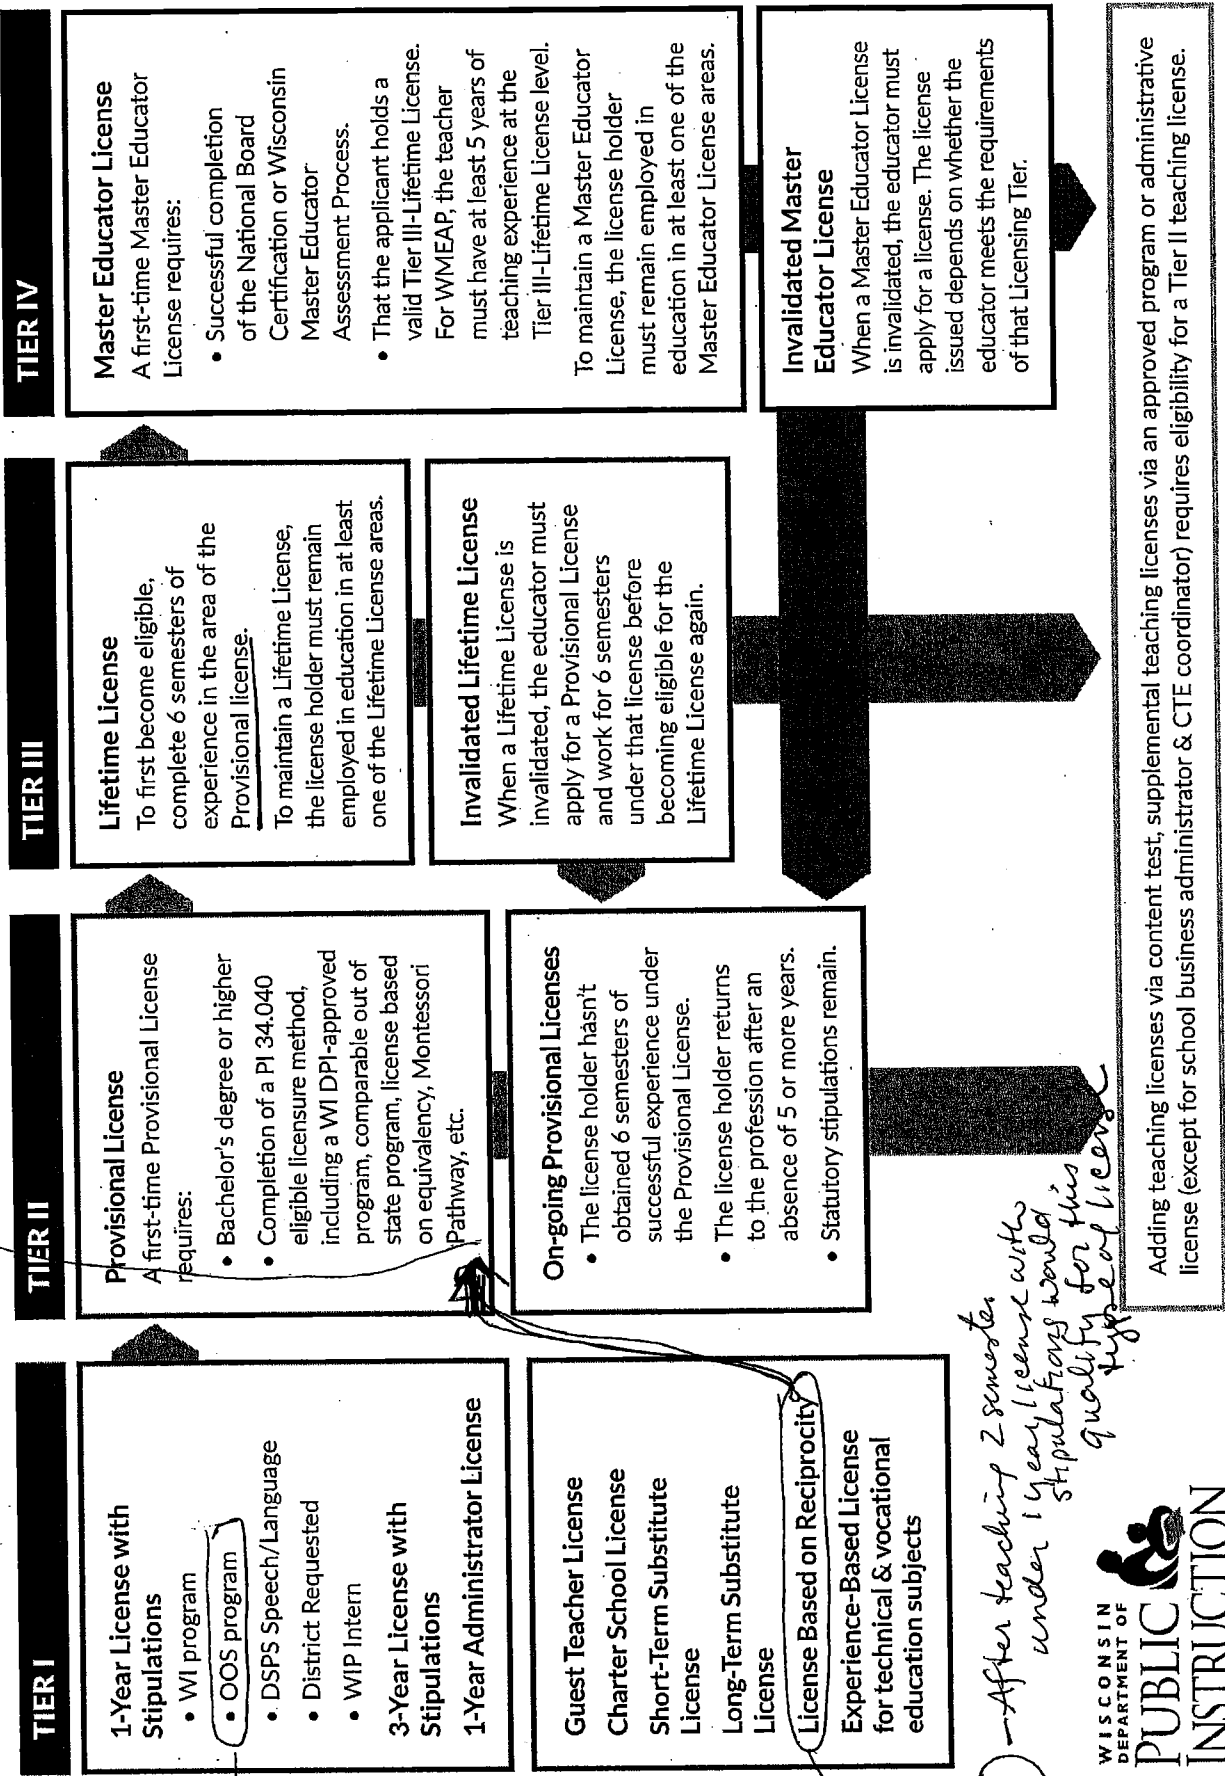 TIER I
1-Year License with
Stipulations
• WI program
• OOS program
• DSPS Speech/Language
• District Requested
• WIP Intern
3-Year License with
Stipulations
1-Year Administrator License
Guest Teacher License
Charter School License
Short-Term Substitute
License
Long-Term Substitute
License
License Based on Reciprocity
Experience-Based License
for technical & vocational
education subjects
TIER II
Provisional License
A first-time Provisional License
requires:
• Bachelor's degree or higher
• Completion of a PI 34.040
eligible licensure method,
including a WI DPI-approved
program, comparable out of
state program, license based
on equivalency, Montessori
Pathway, etc.
On-going Provisional Licenses
• The license holder hasn't
obtained 6 semesters of
successful experience under
the Provisional License.
• The license holder returns
to the profession after an
absence of 5 or more years.
• Statutory stipulations remain.
TIER III
Lifetime License
To first become eligible,
complete 6 semesters of
experience in the area of the
Provisional license.
To maintain a Lifetime License,
the license holder must remain
employed in education in at least
one of the Lifetime License areas.
Invalidated Lifetime License
When a Lifetime License is
invalidated, the educator must
apply for a Provisional License
and work for 6 semesters
under that license before
becoming eligible for the
Lifetime License again.
TIER IV
Master Educator License
A first-time Master Educator
License requires:
• Successful completion
of the National Board
Certification or Wisconsin
Master Educator
Assessment Process.
• That the applicant holds a
valid Tier III-Lifetime License.
For WMEAP, the teacher
must have at least 5 years of
teaching experience at the
Tier III-Lifetime License level.
To maintain a Master Educator
License, the license holder
must remain employed in
education in at least one of the
Master Educator License areas.
Invalidated Master
Educator License
When a Master Educator License
is invalidated, the educator must
apply for a license. The license
issued depends on whether the
educator meets the requirements
of that Licensing Tier.
– After teaching 2 semester
under 1 year license with
stipulations would
qualify for this
type of license
WISCONSIN
DEPARTMENT OF
PUBLIC
INSTRUCTION
Adding teaching licenses via content test, supplemental teaching licenses via an approved program or administrative
license (except for school business administrator & CTE coordinator) requires eligibility for a Tier II teaching license.